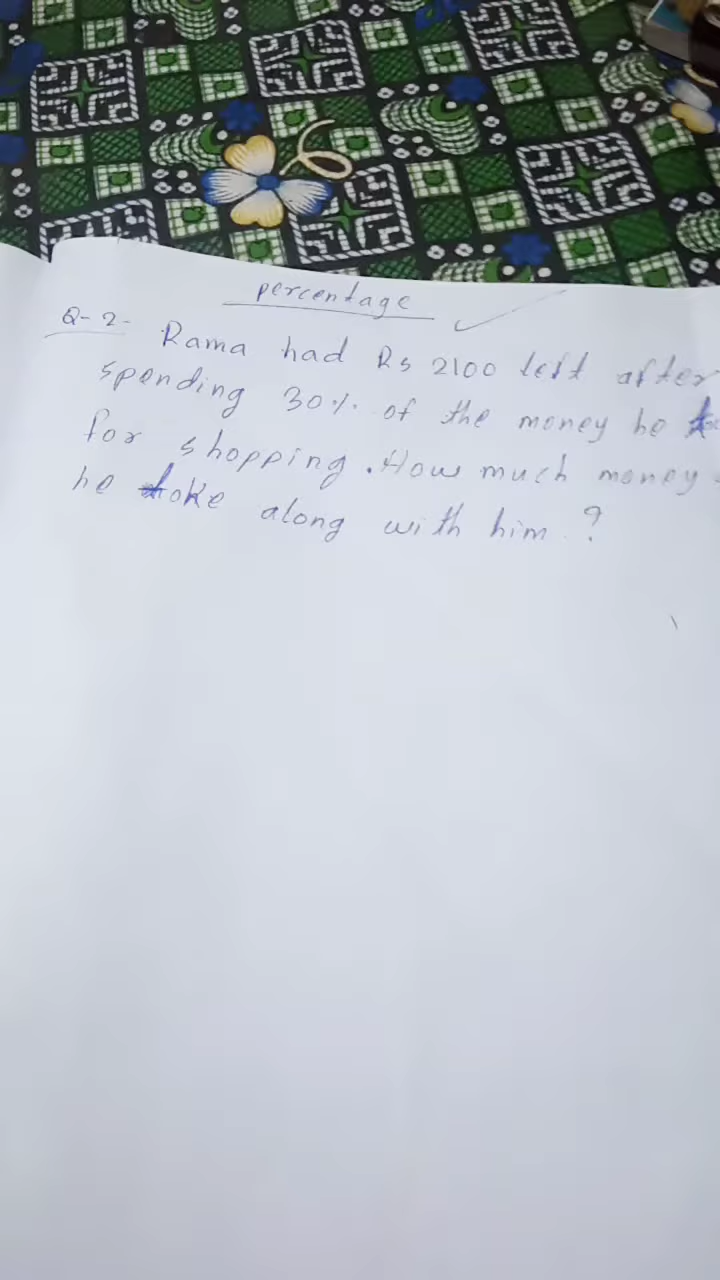 percentage
Q-2- Rama had Rs 2100 left after
spending 30% of the money he
for shopping. How much money
he toke along with him ?